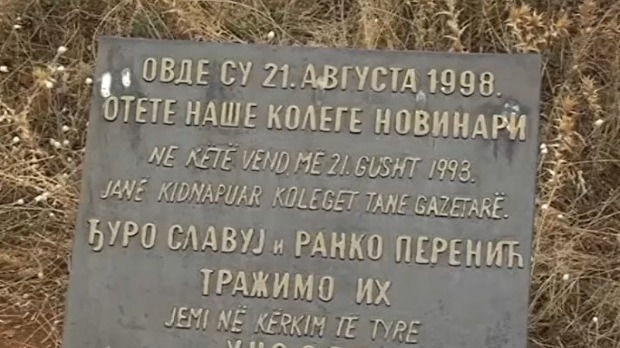 ОВДЕ СУ 21. АВГУСТА 1998.
ОТЕТЕ НАШЕ КОЛЕГЕ НОВИНАРИ
NE KËTË VEND, ME 21. GUSHT 1998.
JANË KIDNAPUAR KOLEGET TANE GAZETARË.
ЂУРО СЛАВУЈ и РАНКО ПЕРЕНИЋ
ТРАЖИМО ИХ
JEMI NË KËRKIM TË TYRE